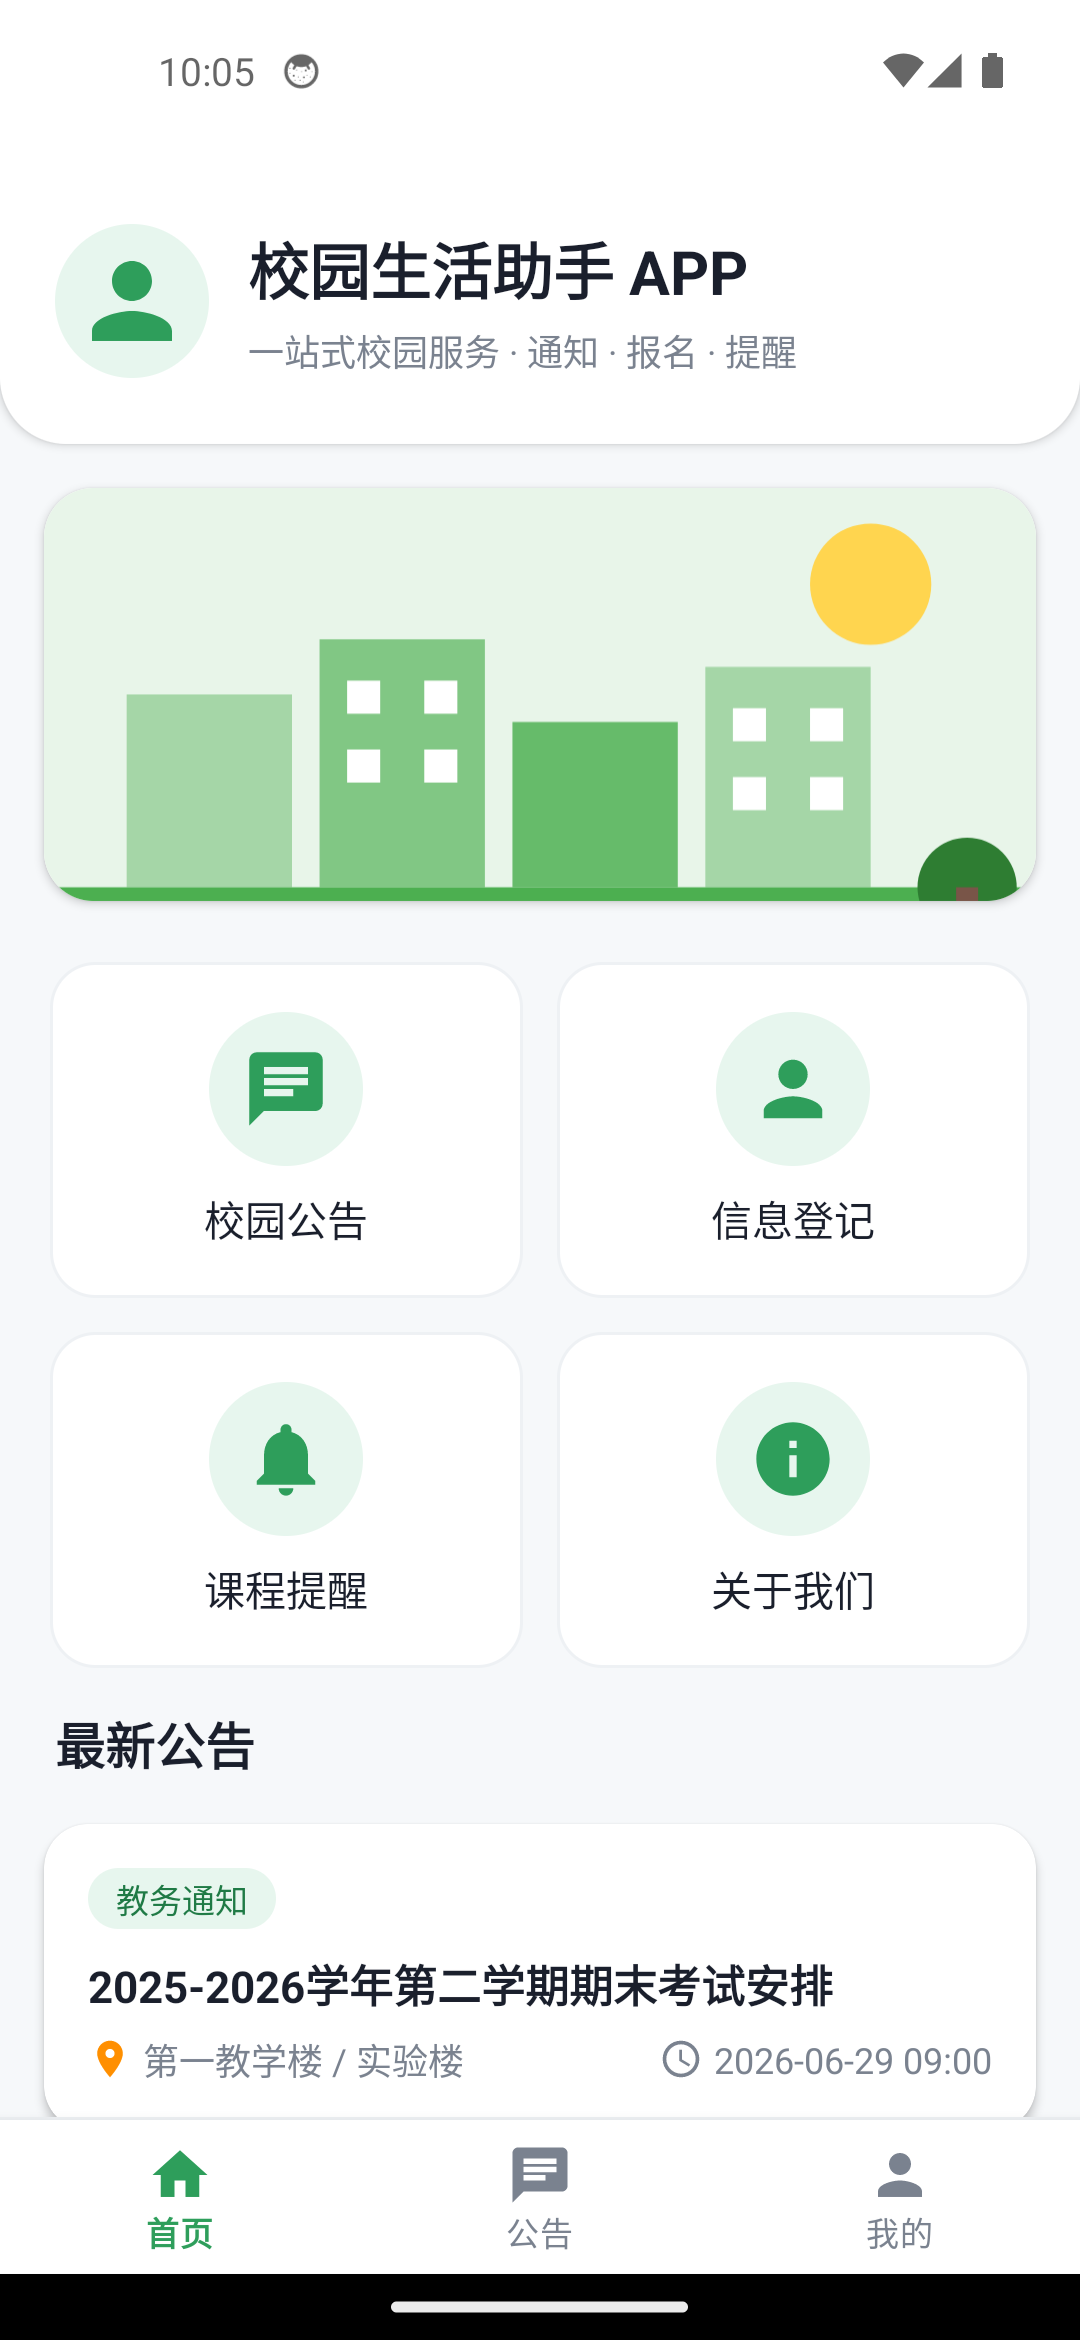 10:05
校园生活助手 APP
一站式校园服务 · 通知 · 报名 · 提醒
校园公告
信息登记
课程提醒
关于我们
最新公告
教务通知
2025-2026学年第二学期期末考试安排
第一教学楼 / 实验楼
2026-06-29 09:00
首页
公告
我的